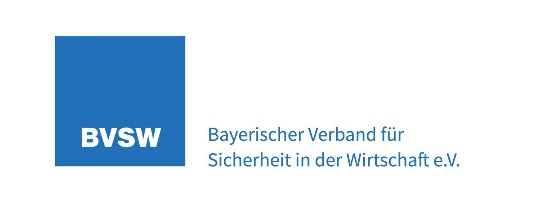 BVSW
Bayerischer Verband für
Sicherheit in der Wirtschaft e.V.